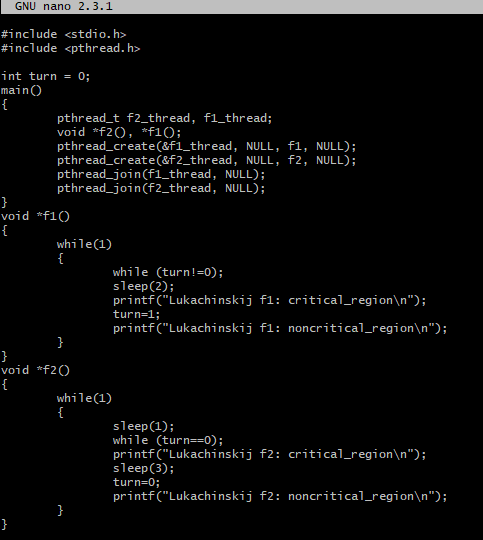 GNU nano 2.3.1
#include <stdio.h>
#include <pthread.h>
int turn = 0;
main()
{
        pthread_t f2_thread, f1_thread;
        void *f2(), *f1();
        pthread_create(&f1_thread, NULL, f1, NULL);
        pthread_create(&f2_thread, NULL, f2, NULL);
        pthread_join(f1_thread, NULL);
        pthread_join(f2_thread, NULL);
}
void *f1()
{
        while(1)
        {
                while (turn!=0);
                sleep(2);
                printf("Lukachinskij f1: critical_region\n");
                turn=1;
                printf("Lukachinskij f1: noncritical_region\n");
        }
}
void *f2()
{
        while(1)
        {
                sleep(1);
                while (turn==0);
                printf("Lukachinskij f2: critical_region\n");
                sleep(3);
                turn=0;
                printf("Lukachinskij f2: noncritical_region\n");
        }
}